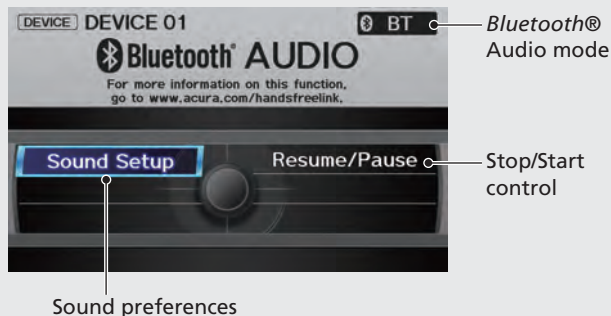 DEVICE DEVICE 01
BT
Bluetooth® AUDIO
For more information on this function,
go to www.acura.com/handsfreelink.
Sound Setup
Resume/Pause
Bluetooth®
Audio mode
Stop/Start
control
Sound preferences